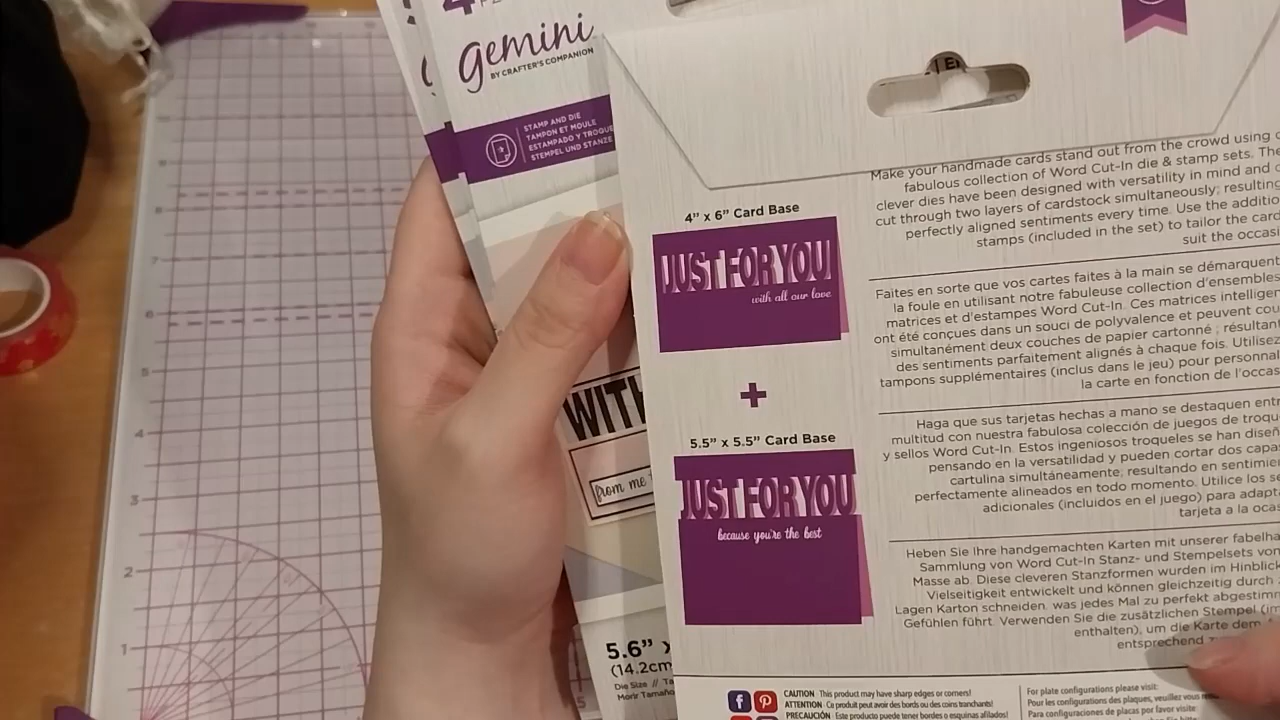 gemini
BY CRAFTER'S COMPANION
STAMP AND DIE
TAMPON ET MOULE
ESTAMPADO Y TROQUE
STEMPEL UND STANZE
WITH
from me
5.6" x
(14.2cm
Die Size // Ta
Morir Tamaño
4" x 6" Card Base
JUST FOR YOU
with all our love
+
5.5" x 5.5" Card Base
JUST FOR YOU
because you're the best
Make your handmade cards stand out from the crowd using
fabulous collection of Word Cut-In die & stamp sets. The
clever dies have been designed with versatility in mind and
cut through two layers of cardstock simultaneously; resulting
perfectly aligned sentiments every time. Use the additio
stamps (included in the set) to tailor the card
suit the occasi
Faites en sorte que vos cartes faites à la main se démarquent
la foule en utilisant notre fabuleuse collection d'ensembles
matrices et d'estampes Word Cut-In. Ces matrices intelligen
ont été conçues dans un souci de polyvalence et peuvent cou
simultanément deux couches de papier cartonné ; résultan
des sentiments parfaitement alignés à chaque fois. Utilisez
tampons supplémentaires (inclus dans le jeu) pour personnal
la carte en fonction de l'occas
Haga que sus tarjetas hechas a mano se destaquen entr
multitud con nuestra fabulosa colección de juegos de troqu
y sellos Word Cut-In. Estos ingeniosos troqueles se han diseñ
pensando en la versatilidad y pueden cortar dos capa
cartulina simultáneamente; resultando en sentimie
perfectamente alineados en todo momento. Utilice los se
adicionales (incluidos en el juego) para adapt
tarjeta a la ocas
Heben Sie Ihre handgemachten Karten mit unserer fabelha
Sammlung von Word Cut-In Stanz- und Stempelsets von
Masse ab. Diese cleveren Stanzformen wurden im Hinblick
Vielseitigkeit entwickelt und können gleichzeitig durch
Lagen Karton schneiden. was jedes Mal zu perfekt abgestimm
Gefühlen führt. Verwenden Sie die zusätzlichen Stempel (im
enthalten), um die Karte dem
entsprechend
CAUTION · This product may have sharp edges or corners!
ATTENTION · Ce produit peut avoir des bords ou des coins tranchants!
PRECAUCIÓN · Este producto puede tener bordes o esquinas afilados!
For plate configurations please visit:
Pour les configurations des plaques, veuillez vous
Para configuraciones de placas por favor visite:
8
7
6
5
4
3
2
1